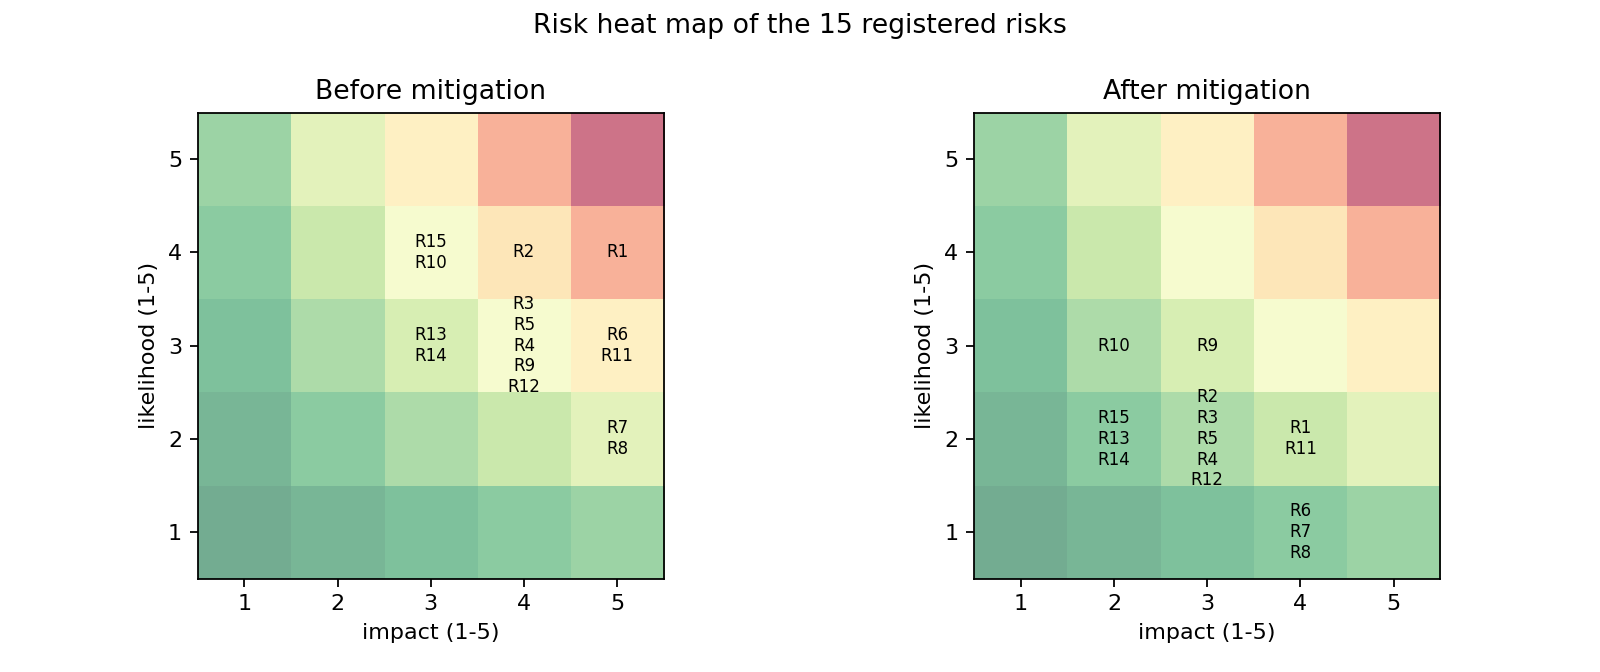 Risk heat map of the 15 registered risks
Before mitigation
likelihood (1-5)
5
4
3
2
1
R15
R10
R2
R1
R13
R14
R3
R5
R4
R9
R12
R6
R11
R7
R8
1 2 3 4 5
impact (1-5)
After mitigation
likelihood (1-5)
5
4
3
2
1
R10
R9
R15
R13
R14
R2
R3
R5
R4
R12
R1
R11
R6
R7
R8
1 2 3 4 5
impact (1-5)